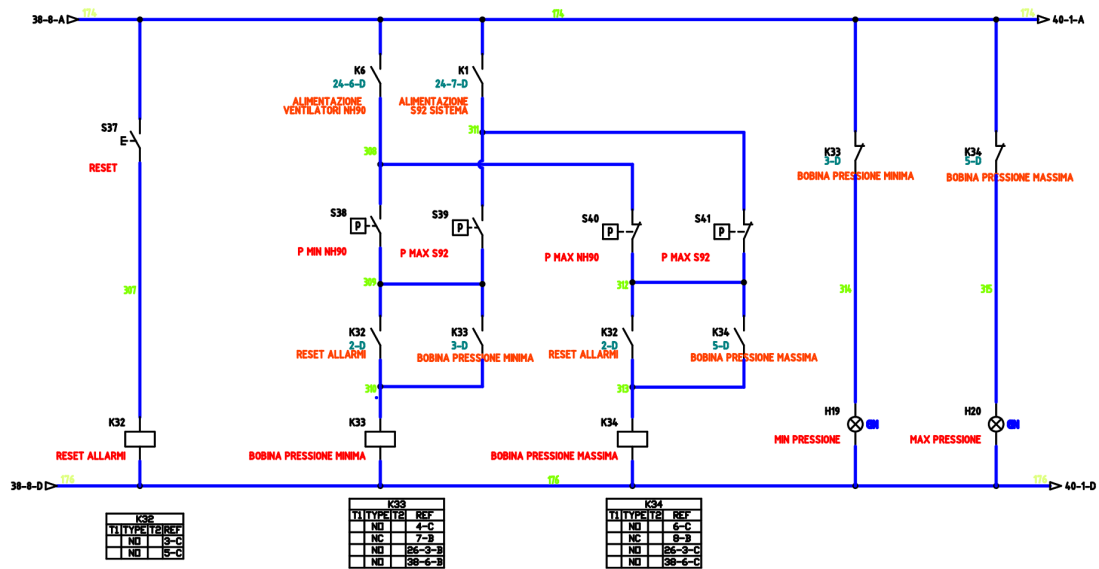 38-8-A 174 174 174 40-1-A
K6
24-6-D
ALIMENTAZIONE
VENTILATORI NH90
K1
24-7-D
ALIMENTAZIONE
S92 SISTEMA
S37
RESET
311
308
K33
3-D
BOBINA PRESSIONE MINIMA
K34
5-D
BOBINA PRESSIONE MASSIMA
S38
P
P MIN NH90
S39
P
P MAX S92
S40
P
P MAX NH90
S41
P
P MAX S92
307
309
312
314
315
K32
2-D
RESET ALLARMI
K33
3-D
BOBINA PRESSIONE MINIMA
K32
2-D
RESET ALLARMI
K34
5-D
BOBINA PRESSIONE MASSIMA
310
313
K32
RESET ALLARMI
K33
BOBINA PRESSIONE MINIMA
K34
BOBINA PRESSIONE MASSIMA
H19
GN
MIN PRESSIONE
H20
GN
MAX PRESSIONE
38-8-D 176 176 176 40-1-D
K32
T1 TYPE T2 REF
NO 3-C
NO 5-C
K33
T1 TYPE T2 REF
NO 4-C
NC 7-B
NO 26-3-B
NO 38-6-B
K34
T1 TYPE T2 REF
NO 6-C
NC 8-B
NO 26-3-C
NO 38-6-C